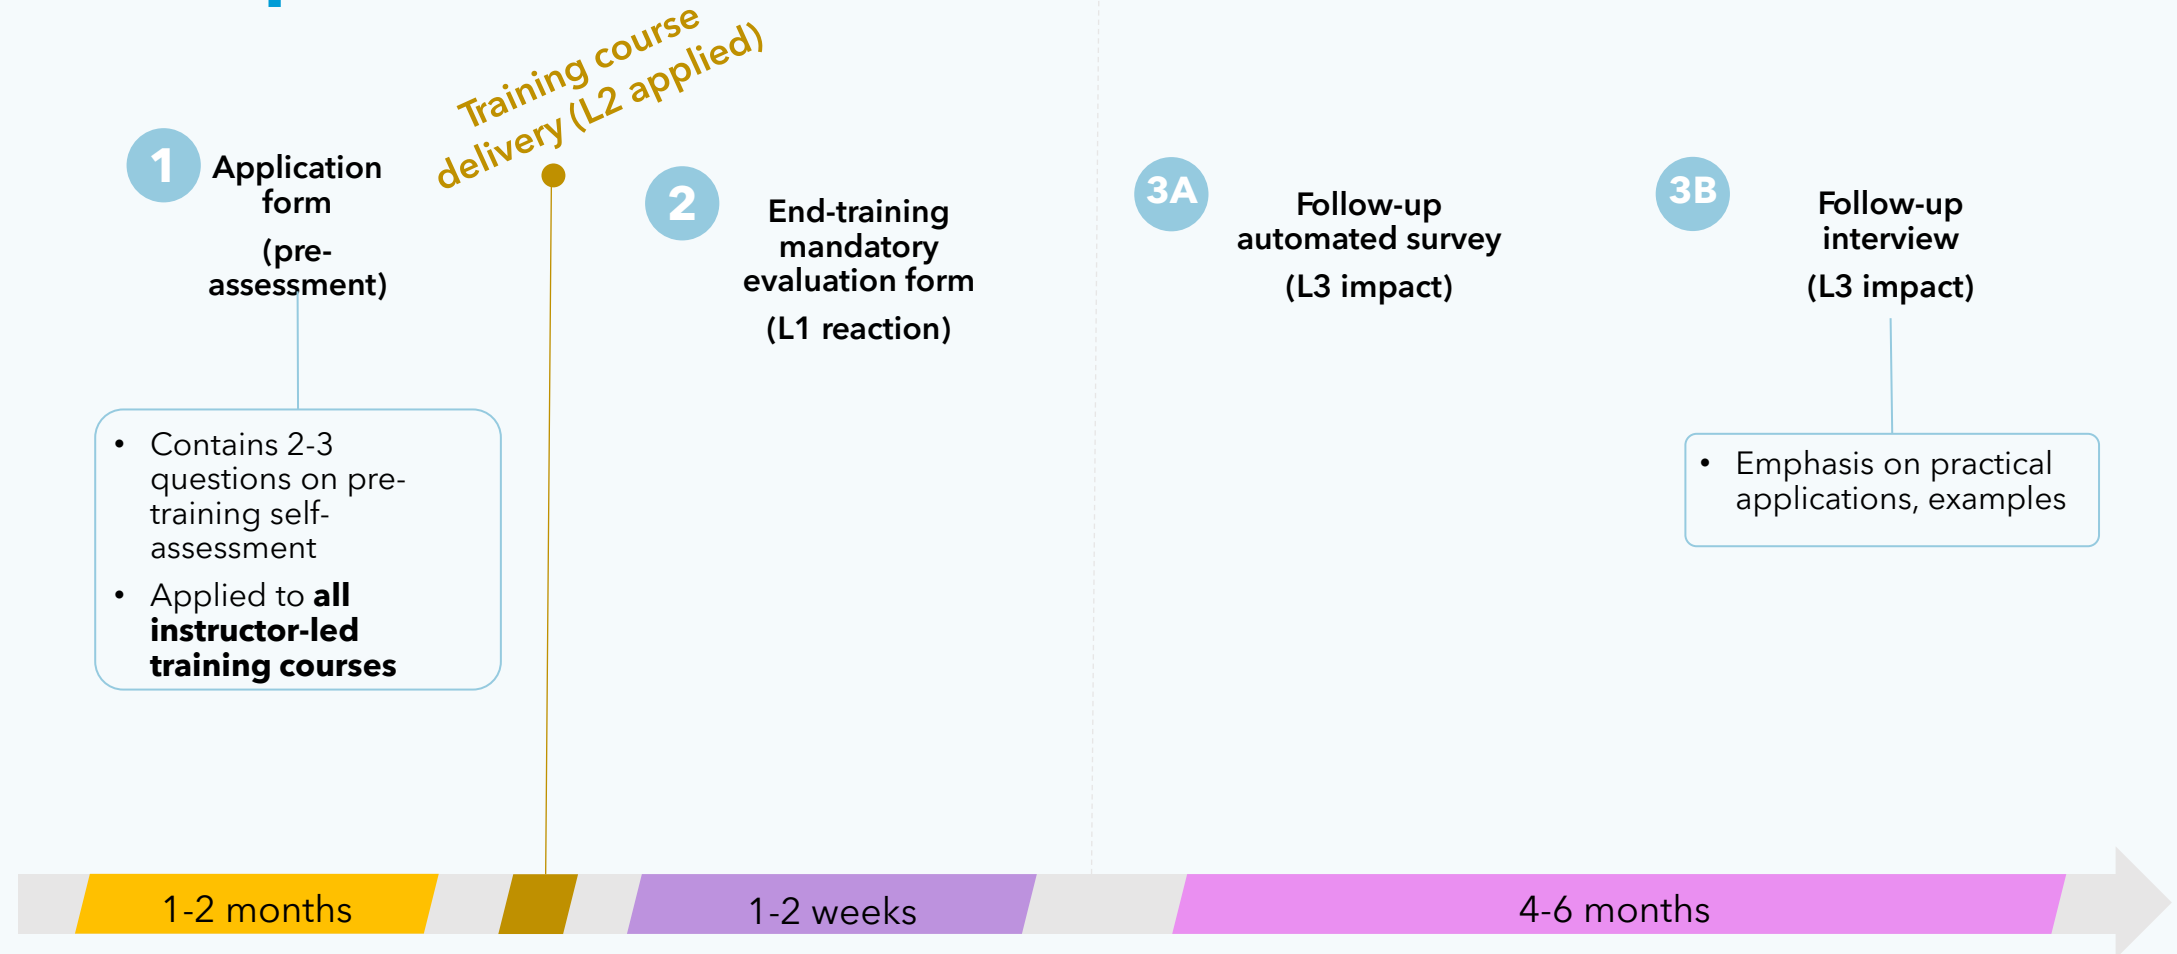 Training course
delivery (L2 applied)
1
Application
form
(pre-
assessment)
2
End-training
mandatory
evaluation form
(L1 reaction)
3A
Follow-up
automated survey
(L3 impact)
3B
Follow-up
interview
(L3 impact)
• Contains 2-3
questions on pre-
training self-
assessment
• Applied to all
instructor-led
training courses
• Emphasis on practical
applications, examples
1-2 months
1-2 weeks
4-6 months